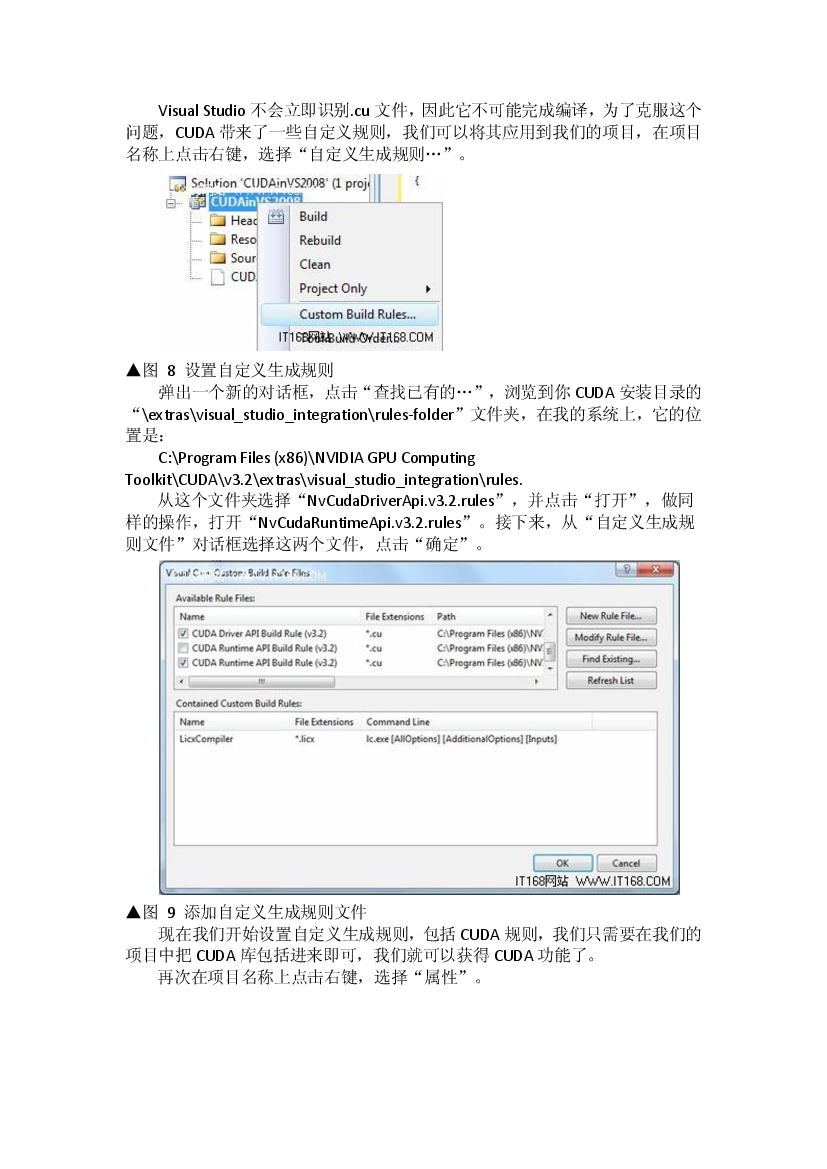 Visual Studio 不会立即识别.cu 文件，因此它不可能完成编译，为了克服这个
问题，CUDA 带来了一些自定义规则，我们可以将其应用到我们的项目，在项目
名称上点击右键，选择“自定义生成规则…”。
Solution 'CUDAinVS2008' (1 proj
{
CUDAinVS2008
Head
Build
Reso
Rebuild
Sour
Clean
CUD
Project Only
Custom Build Rules...
Tool Build Order...
IT168网站 WWW.IT168.COM
▲图 8 设置自定义生成规则
弹出一个新的对话框，点击“查找已有的…”，浏览到你 CUDA 安装目录的
“\extras\visual_studio_integration\rules-folder”文件夹，在我的系统上，它的位
置是：
C:\Program Files (x86)\NVIDIA GPU Computing
Toolkit\CUDA\v3.2\extras\visual_studio_integration\rules.
从这个文件夹选择“NvCudaDriverApi.v3.2.rules”，并点击“打开”，做同
样的操作，打开“NvCudaRuntimeApi.v3.2.rules”。接下来，从“自定义生成规
则文件”对话框选择这两个文件，点击“确定”。
Visual C++ Custom Build Rule Files
Available Rule Files:
Name File Extensions Path
New Rule File...
CUDA Driver API Build Rule (v3.2) *.cu C:\Program Files (x86)\NV
Modify Rule File...
CUDA Runtime API Build Rule (v3.2) *.cu C:\Program Files (x86)\NV
Find Existing...
CUDA Runtime API Build Rule (v3.2) *.cu C:\Program Files (x86)\NV
Refresh List
Contained Custom Build Rules:
Name File Extensions Command Line
LicxCompiler *.licx lc.exe [AllOptions] [AdditionalOptions] [Inputs]
OK Cancel
IT168网站 WWW.IT168.COM
▲图 9 添加自定义生成规则文件
现在我们开始设置自定义生成规则，包括 CUDA 规则，我们只需要在我们的
项目中把 CUDA 库包括进来即可，我们就可以获得 CUDA 功能了。
再次在项目名称上点击右键，选择“属性”。